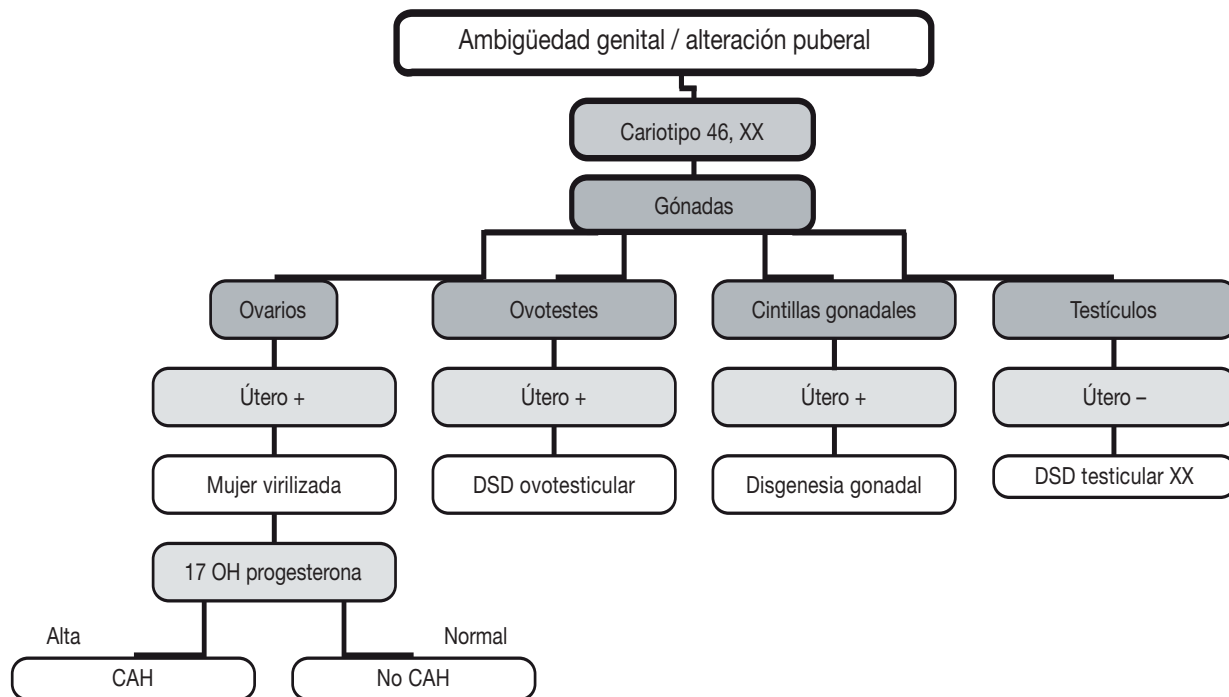 Ambigüedad genital / alteración puberal
Cariotipo 46, XX
Gónadas
Ovarios
Ovotestes
Cintillas gonadales
Testículos
Útero +
Útero +
Útero +
Útero –
Mujer virilizada
DSD ovotesticular
Disgenesia gonadal
DSD testicular XX
17 OH progesterona
Alta
Normal
CAH
No CAH